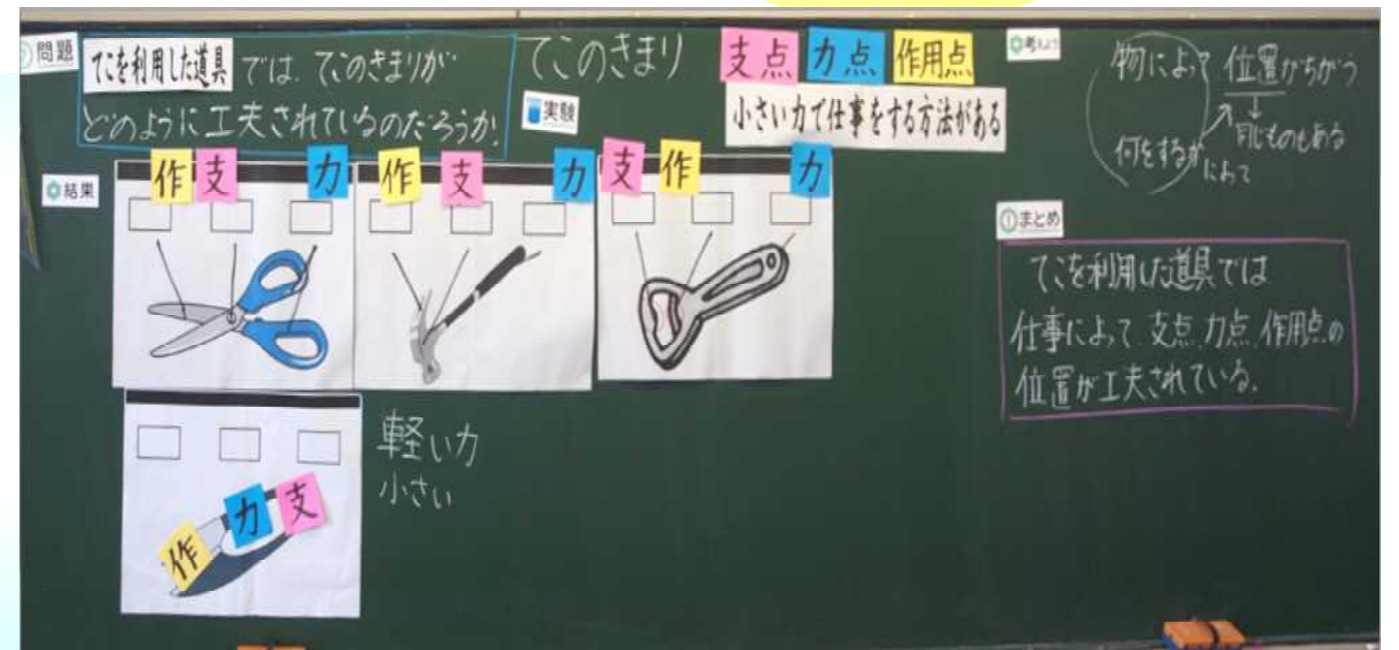 問題
てこを利用した道具では、てこのきまりが
どのように工夫されているのだろうか。
てこのきまり
支点 力点 作用点
小さい力で仕事をする方法がある
実験
結果
作 支 力
作 支 力
支 作 力
作 力 支
軽い力
小さい
考えよう
物によって 位置がちがう
同じものもある
何をするかによって
まとめ
てこを利用した道具では
仕事によって、支点、力点、作用点の
位置が工夫されている。